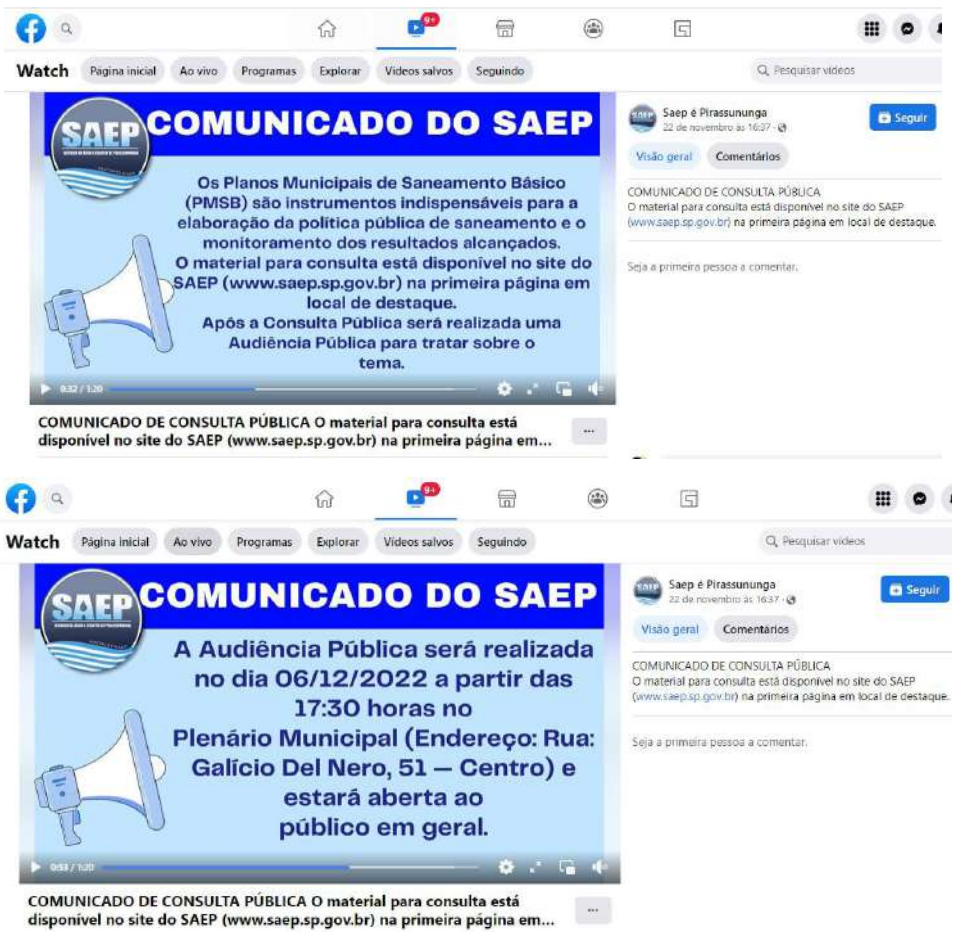 9+
Watch Página inicial Ao vivo Programas Explorar Vídeos salvos Seguindo
Pesquisar vídeos
SAEP
COMUNICADO DO SAEP
Os Planos Municipais de Saneamento Básico
(PMSB) são instrumentos indispensáveis para a
elaboração da política pública de saneamento e o
monitoramento dos resultados alcançados.
O material para consulta está disponível no site do
SAEP (www.saep.sp.gov.br) na primeira página em
local de destaque.
Após a Consulta Pública será realizada uma
Audiência Pública para tratar sobre o
tema.
0:32 / 1:20
COMUNICADO DE CONSULTA PÚBLICA O material para consulta está
disponível no site do SAEP (www.saep.sp.gov.br) na primeira página em...
Saep é Pirassununga
22 de novembro às 16:37
Seguir
Visão geral Comentários
COMUNICADO DE CONSULTA PÚBLICA
O material para consulta está disponível no site do SAEP
(www.saep.sp.gov.br) na primeira página em local de destaque.
Seja a primeira pessoa a comentar.
9+
Watch Página inicial Ao vivo Programas Explorar Vídeos salvos Seguindo
Pesquisar vídeos
SAEP
COMUNICADO DO SAEP
A Audiência Pública será realizada
no dia 06/12/2022 a partir das
17:30 horas no
Plenário Municipal (Endereço: Rua:
Galício Del Nero, 51 — Centro) e
estará aberta ao
público em geral.
0:53 / 1:20
COMUNICADO DE CONSULTA PÚBLICA O material para consulta está
disponível no site do SAEP (www.saep.sp.gov.br) na primeira página em...
Saep é Pirassununga
22 de novembro às 16:37
Seguir
Visão geral Comentários
COMUNICADO DE CONSULTA PÚBLICA
O material para consulta está disponível no site do SAEP
(www.saep.sp.gov.br) na primeira página em local de destaque.
Seja a primeira pessoa a comentar.